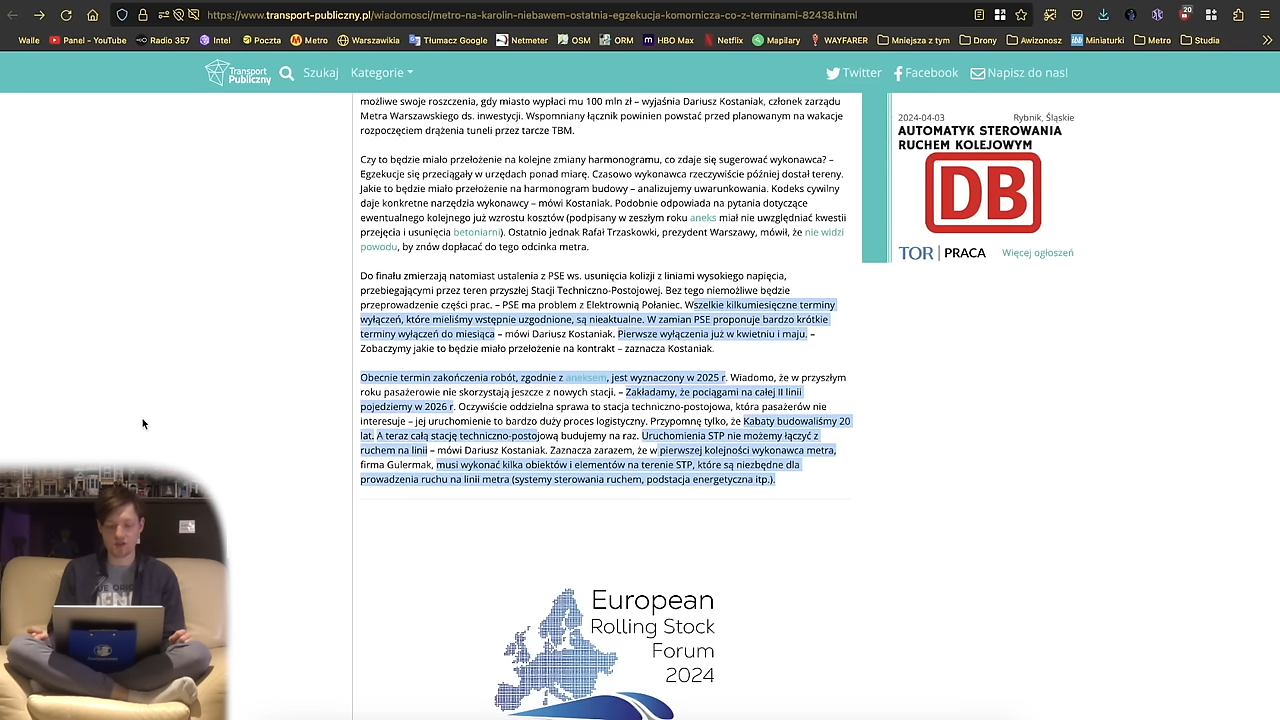 https://www.transport-publiczny.pl/wiadomosci/metro-na-karolin-niebawem-ostatnia-egzekucja-komornicza-co-z-terminami-82438.html
20
Walle Panel - YouTube Radio 357 Intel Poczta Metro Warszawikia Tłumacz Google Netmeter OSM ORM HBO Max Netflix Mapilary WAYFARER Mniejsza z tym Drony Awizonosz Miniaturki Metro Studia
Transport
Publiczny
Szukaj Kategorie
Twitter Facebook Napisz do nas!
możliwe swoje roszczenia, gdy miasto wypłaci mu 100 mln zł – wyjaśnia Dariusz Kostaniak, członek zarządu
Metra Warszawskiego ds. inwestycji. Wspomniany łącznik powinien powstać przed planowanym na wakacje
rozpoczęciem drążenia tuneli przez tarcze TBM.
Czy to będzie miało przełożenie na kolejne zmiany harmonogramu, co zdaje się sugerować wykonawca? –
Egzekucje się przeciągały w urzędach ponad miarę. Czasowo wykonawca rzeczywiście później dostał tereny.
Jakie to będzie miało przełożenie na harmonogram budowy – analizujemy uwarunkowania. Kodeks cywilny
daje konkretne narzędzia wykonawcy – mówi Kostaniak. Podobnie odpowiada na pytania dotyczące
ewentualnego kolejnego już wzrostu kosztów (podpisany w zeszłym roku aneks miał nie uwzględniać kwestii
przejęcia i usunięcia betoniarni). Ostatnio jednak Rafał Trzaskowki, prezydent Warszawy, mówił, że nie widzi
powodu, by znów dopłacać do tego odcinka metra.
Do finału zmierzają natomiast ustalenia z PSE ws. usunięcia kolizji z liniami wysokiego napięcia,
przebiegającymi przez teren przyszłej Stacji Techniczno-Postojowej. Bez tego niemożliwe będzie
przeprowadzenie części prac. – PSE ma problem z Elektrownią Połaniec. Wszelkie kilkumiesięczne terminy
wyłączeń, które mieliśmy wstępnie uzgodnione, są nieaktualne. W zamian PSE proponuje bardzo krótkie
terminy wyłączeń do miesiąca – mówi Dariusz Kostaniak. Pierwsze wyłączenia już w kwietniu i maju. –
Zobaczymy jakie to będzie miało przełożenie na kontrakt – zaznacza Kostaniak.
Obecnie termin zakończenia robót, zgodnie z aneksem, jest wyznaczony w 2025 r. Wiadomo, że w przyszłym
roku pasażerowie nie skorzystają jeszcze z nowych stacji. – Zakładamy, że pociągami na całej II linii
pojedziemy w 2026 r. Oczywiście oddzielna sprawa to stacja techniczno-postojowa, która pasażerów nie
interesuje – jej uruchomienie to bardzo duży proces logistyczny. Przypomnę tylko, że Kabaty budowaliśmy 20
lat. A teraz całą stację techniczno-postojową budujemy na raz. Uruchomienia STP nie możemy łączyć z
ruchem na linii – mówi Dariusz Kostaniak. Zaznacza zarazem, że w pierwszej kolejności wykonawca metra,
firma Gulermak, musi wykonać kilka obiektów i elementów na terenie STP, które są niezbędne dla
prowadzenia ruchu na linii metra (systemy sterowania ruchem, podstacja energetyczna itp.).
2024-04-03 Rybnik, Śląskie
AUTOMATYK STEROWANIA
RUCHEM KOLEJOWYM
DB
TOR | PRACA Więcej ogłoszeń
European
Rolling Stock
Forum
2024